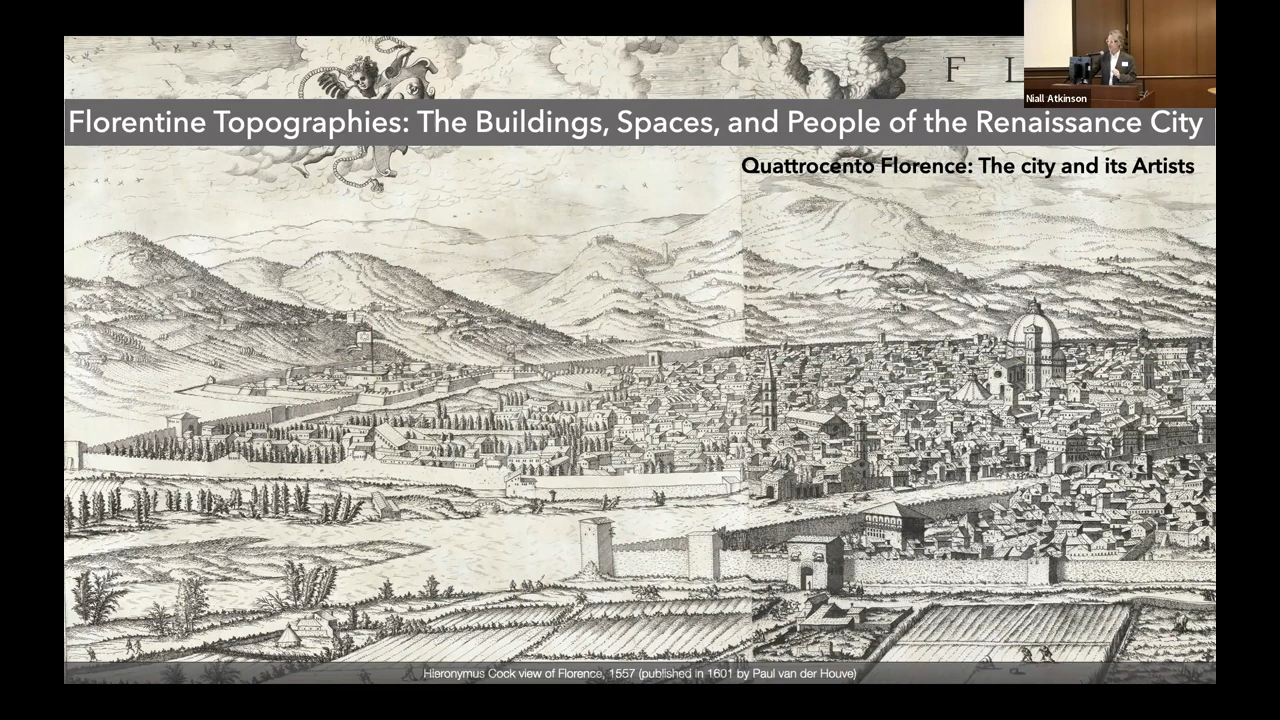 F L
Niall Atkinson
Florentine Topographies: The Buildings, Spaces, and People of the Renaissance City
Quattrocento Florence: The city and its Artists
Hieronymus Cock view of Florence, 1557 (published in 1601 by Paul van der Houve)